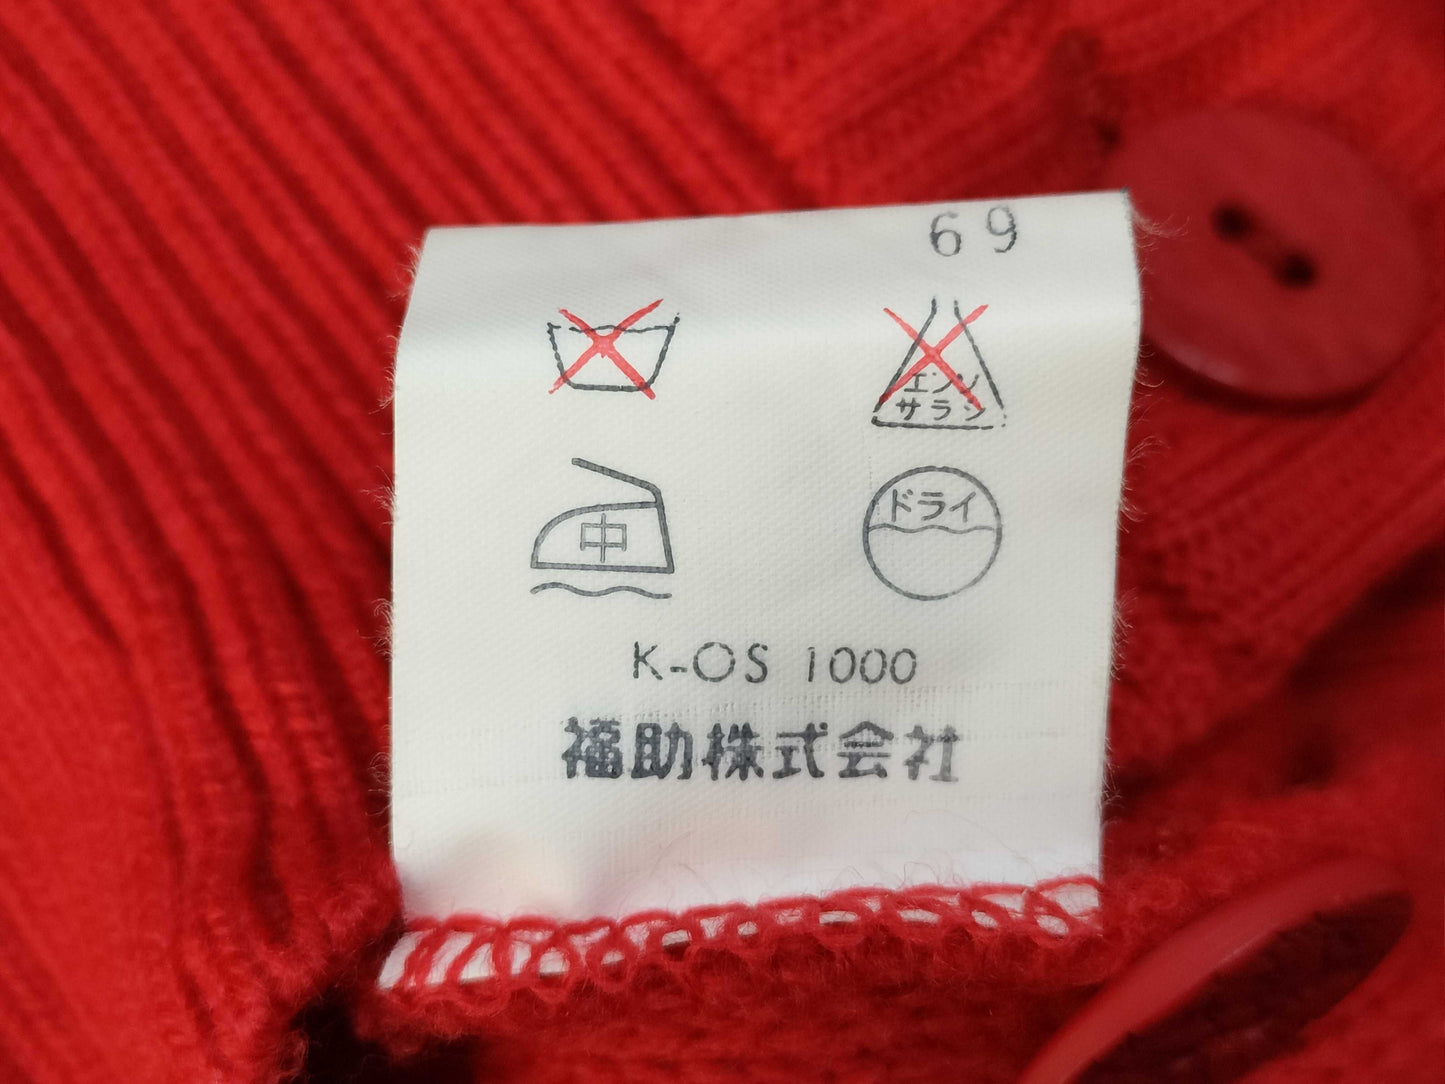 69
エンソ
サラシ
中
ドライ
K-OS 1000
福助株式会社